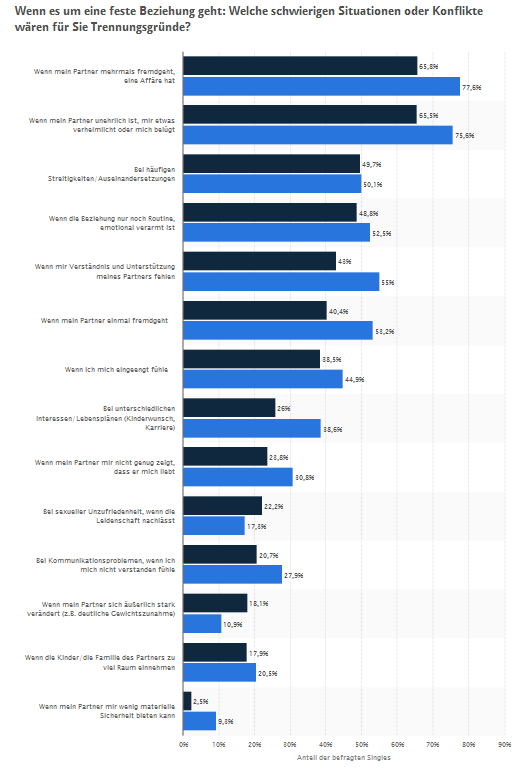 Wenn es um eine feste Beziehung geht: Welche schwierigen Situationen oder Konflikte
wären für Sie Trennungsgründe?
Wenn mein Partner mehrmals fremdgeht,
eine Affäre hat
65,8%
77,6%
Wenn mein Partner unehrlich ist, mir etwas
verheimlicht oder mich belügt
65,5%
75,6%
Bei häufigen
Streitigkeiten/Auseinandersetzungen
49,7%
50,1%
Wenn die Beziehung nur noch Routine,
emotional verarmt ist
48,8%
52,5%
Wenn mir Verständnis und Unterstützung
meines Partners fehlen
43%
55%
Wenn mein Partner einmal fremdgeht
40,4%
53,2%
Wenn ich mich eingeengt fühle
38,5%
44,9%
Bei unterschiedlichen
Interessen/Lebensplänen (Kinderwunsch,
Karriere)
26%
38,6%
Wenn mein Partner mir nicht genug zeigt,
dass er mich liebt
23,8%
30,8%
Bei sexueller Unzufriedenheit, wenn die
Leidenschaft nachlässt
22,2%
17,3%
Bei Kommunikationsproblemen, wenn ich
mich nicht verstanden fühle
20,7%
27,9%
Wenn mein Partner sich äußerlich stark
verändert (z.B. deutliche Gewichtszunahme)
18,1%
10,9%
Wenn die Kinder/die Familie des Partners zu
viel Raum einnehmen
17,9%
20,5%
Wenn mein Partner mir wenig materielle
Sicherheit bieten kann
2,5%
9,3%
0% 10% 20% 30% 40% 50% 60% 70% 80% 90%
Anteil der befragten Singles